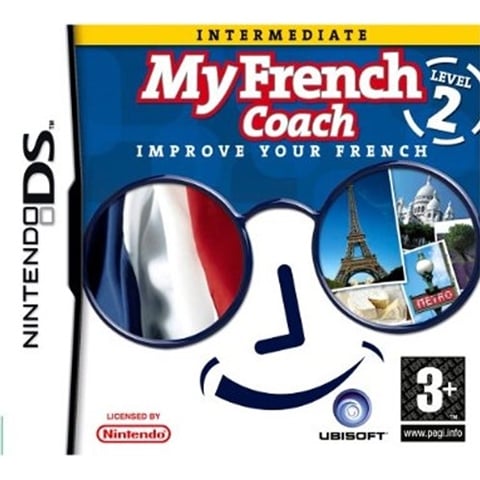 INTERMEDIATE
My French
Coach
LEVEL
2
IMPROVE YOUR FRENCH
NINTENDO DS™
METRO
LICENSED BY
Nintendo
UBISOFT
3+
www.pegi.info